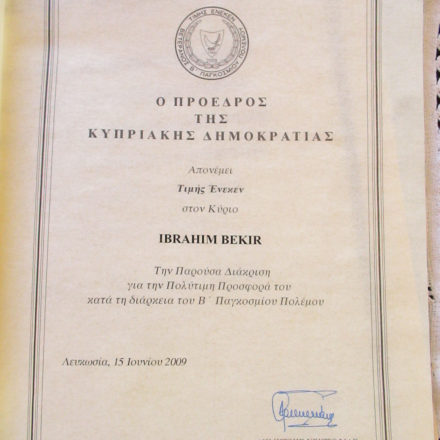 Ο ΠΡΟΕΔΡΟΣ
ΤΗΣ
ΚΥΠΡΙΑΚΗΣ ΔΗΜΟΚΡΑΤΙΑΣ
Απονέμει
Τιμής Ένεκεν
στον Κύριο
IBRAHIM BEKIR
Την Παρούσα Διάκριση
για την Πολύτιμη Προσφορά του
κατά τη διάρκεια του Β΄ Παγκοσμίου Πολέμου
Λευκωσία, 15 Ιουνίου 2009